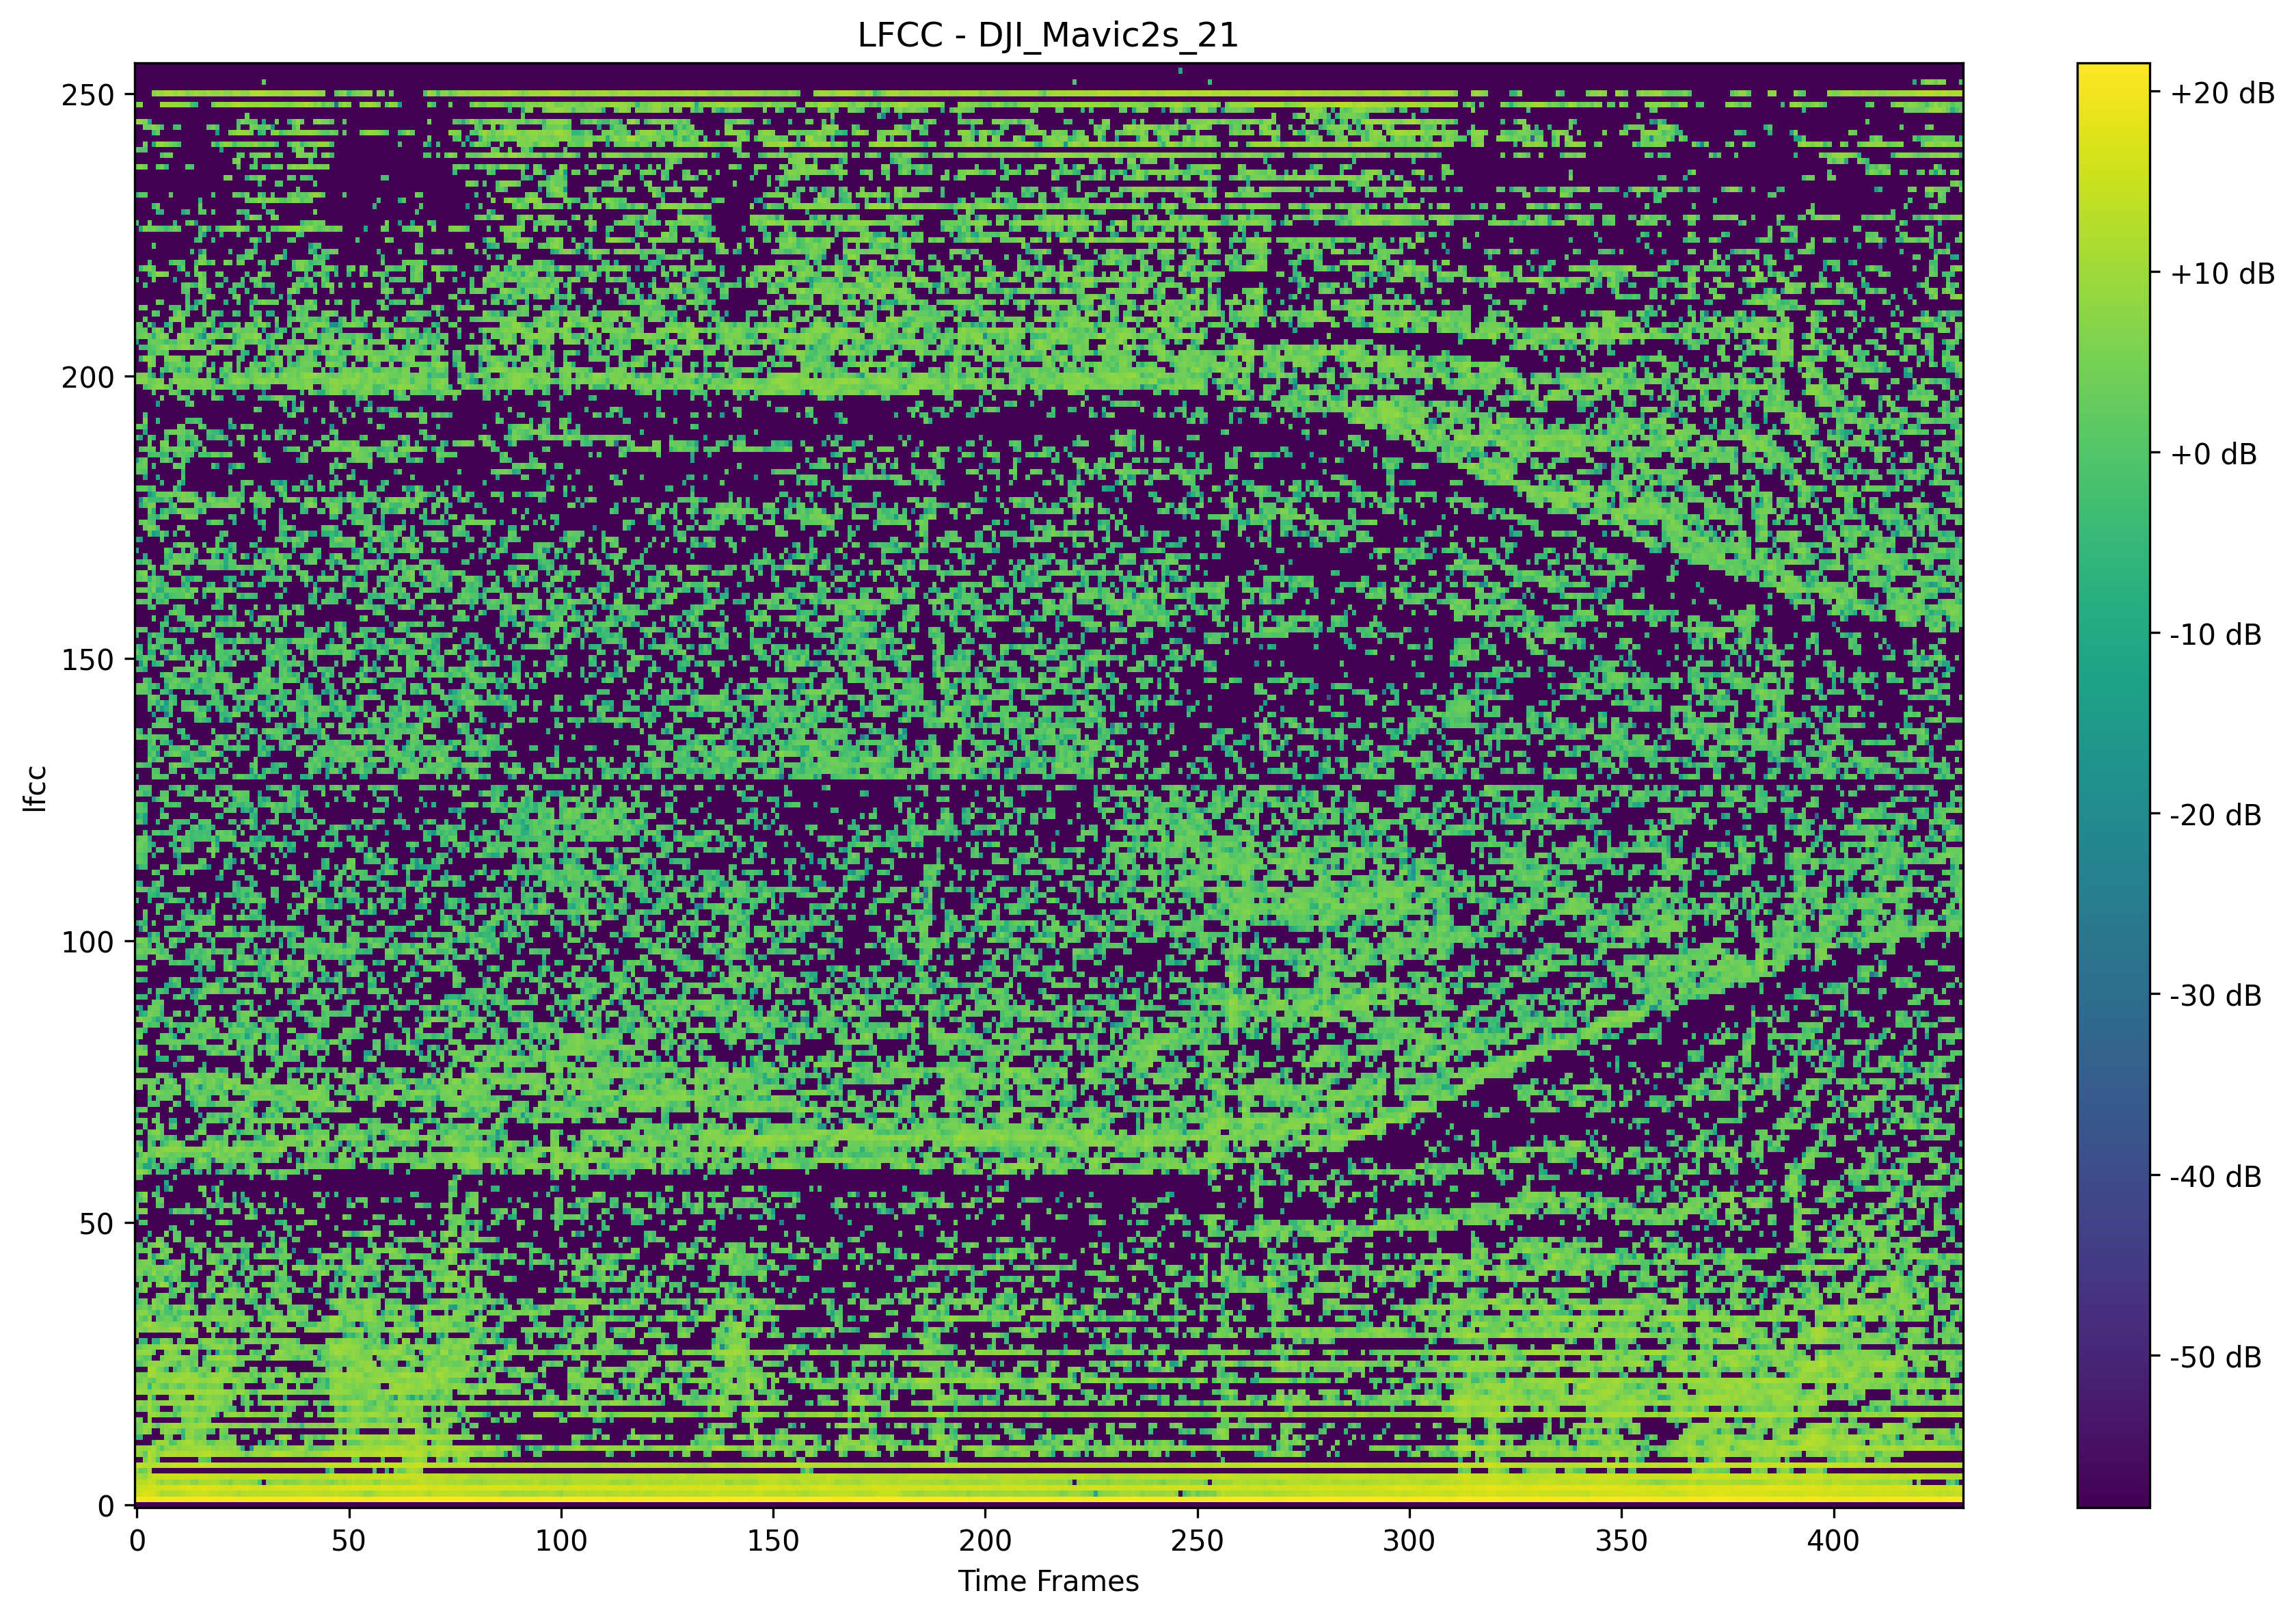 LFCC - DJI_Mavic2s_21
250
200
150
100
50
0
lfcc
0 50 100 150 200 250 300 350 400
Time Frames
+20 dB
+10 dB
+0 dB
-10 dB
-20 dB
-30 dB
-40 dB
-50 dB